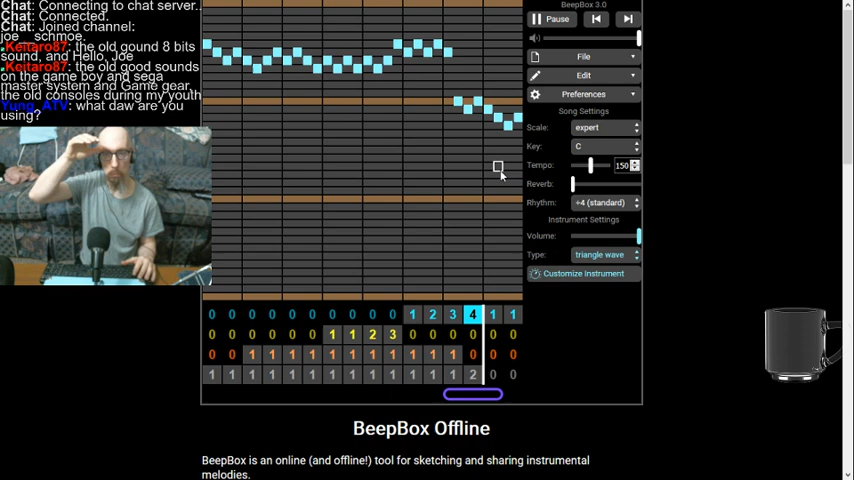 Chat: Connecting to chat server..
Chat: Connected.
Chat: Joined channel:
joe__schmoe.
Keitaro87: the old gound 8 bits
sound, and Hello, Joe
Keitaro87: the old good sounds
on the game boy and sega
master system and Game gear,
the old consoles during my youth
Yung_ATV: what daw are you
using?
BeepBox 3.0
Pause
File
Edit
Preferences
Song Settings
Scale: expert
Key: C
Tempo: 150
Reverb:
Rhythm: ÷4 (standard)
Instrument Settings
Volume:
Type: triangle wave
Customize Instrument
0 0 0 0 0 0 0 0 0 0 1 2 3 4 1 1
0 0 0 0 0 0 1 1 2 3 0 0 0 0 0 0
0 0 1 1 1 1 1 1 1 1 1 1 1 0 0 0
1 1 1 1 1 1 1 1 1 1 1 1 1 2 0 0
BeepBox Offline
BeepBox is an online (and offline!) tool for sketching and sharing instrumental
melodies.